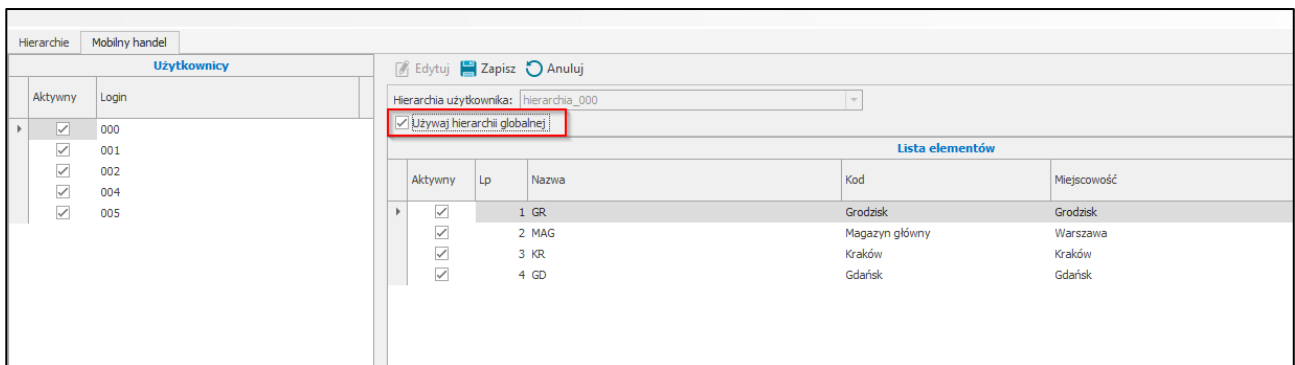 Hierarchie Mobilny handel
Użytkownicy
Aktywny Login
000
001
002
004
005
Edytuj Zapisz Anuluj
Hierarchia użytkownika: hierarchia_000
Używaj hierarchii globalnej
Lista elementów
Aktywny Lp Nazwa Kod Miejscowość
1 GR Grodzisk Grodzisk
2 MAG Magazyn główny Warszawa
3 KR Kraków Kraków
4 GD Gdańsk Gdańsk